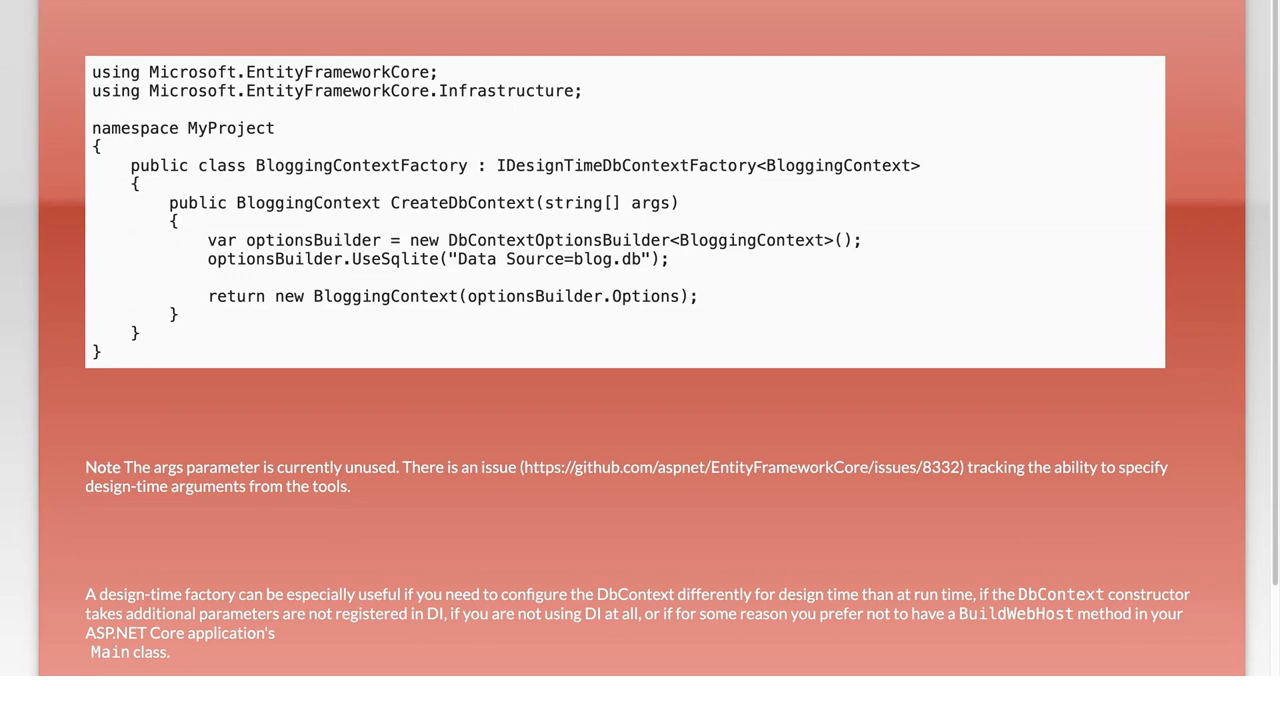 using Microsoft.EntityFrameworkCore;
using Microsoft.EntityFrameworkCore.Infrastructure;
namespace MyProject
{
public class BloggingContextFactory : IDesignTimeDbContextFactory<BloggingContext>
{
public BloggingContext CreateDbContext(string[] args)
{
var optionsBuilder = new DbContextOptionsBuilder<BloggingContext>();
optionsBuilder.UseSqlite("Data Source=blog.db");
return new BloggingContext(optionsBuilder.Options);
}
}
}
Note The args parameter is currently unused. There is an issue (https://github.com/aspnet/EntityFrameworkCore/issues/8332) tracking the ability to specify
design-time arguments from the tools.
A design-time factory can be especially useful if you need to configure the DbContext differently for design time than at run time, if the DbContext constructor
takes additional parameters are not registered in DI, if you are not using DI at all, or if for some reason you prefer not to have a BuildWebHost method in your
ASP.NET Core application's
Main class.